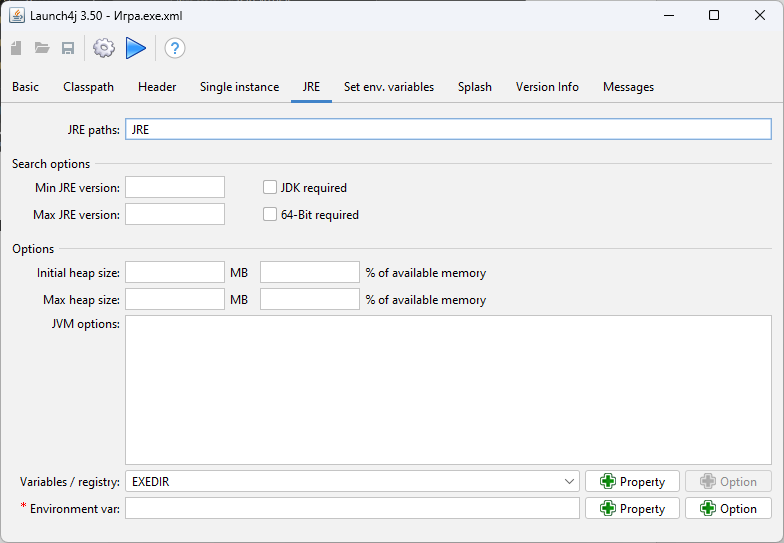 Launch4j 3.50 - Игра.exe.xml
Basic Classpath Header Single instance JRE Set env. variables Splash Version Info Messages
JRE paths: JRE
Search options
Min JRE version: JDK required
Max JRE version: 64-Bit required
Options
Initial heap size: MB % of available memory
Max heap size: MB % of available memory
JVM options:
Variables / registry: EXEDIR Property Option
* Environment var: Property Option